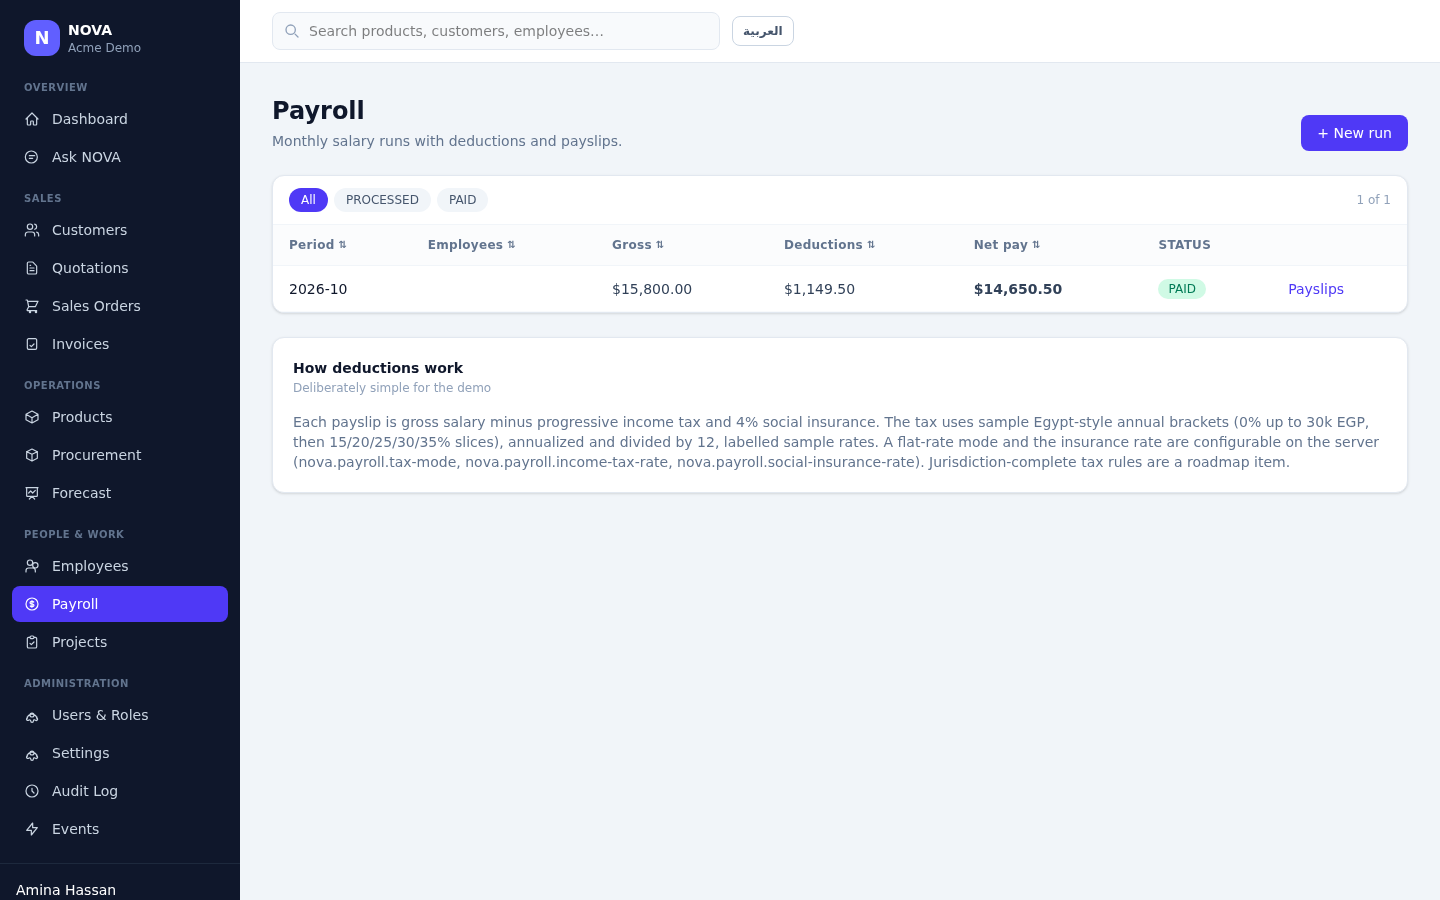 N
NOVA
Acme Demo
OVERVIEW
Dashboard
Ask NOVA
SALES
Customers
Quotations
Sales Orders
Invoices
OPERATIONS
Products
Procurement
Forecast
PEOPLE & WORK
Employees
Payroll
Projects
ADMINISTRATION
Users & Roles
Settings
Audit Log
Events
Amina Hassan
Search products, customers, employees...
العربية
Payroll
Monthly salary runs with deductions and payslips.
+ New run
All PROCESSED PAID 1 of 1
Period ⇅ Employees ⇅ Gross ⇅ Deductions ⇅ Net pay ⇅ STATUS
2026-10 $15,800.00 $1,149.50 $14,650.50 PAID Payslips
How deductions work
Deliberately simple for the demo
Each payslip is gross salary minus progressive income tax and 4% social insurance. The tax uses sample Egypt-style annual brackets (0% up to 30k EGP,
then 15/20/25/30/35% slices), annualized and divided by 12, labelled sample rates. A flat-rate mode and the insurance rate are configurable on the server
(nova.payroll.tax-mode, nova.payroll.income-tax-rate, nova.payroll.social-insurance-rate). Jurisdiction-complete tax rules are a roadmap item.